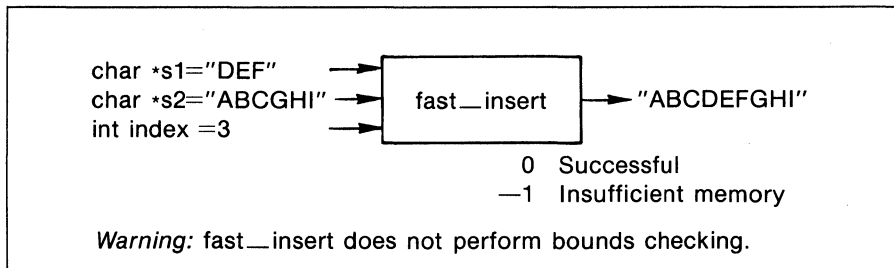 char *s1="DEF"
char *s2="ABCGHI"
int index =3
fast_insert
"ABCDEFGHI"
0 Successful
—1 Insufficient memory
Warning: fast_insert does not perform bounds checking.